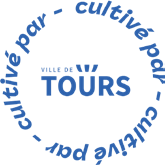 cultivé par - cultivé par - cultivé par -
VILLE DE
TOURS